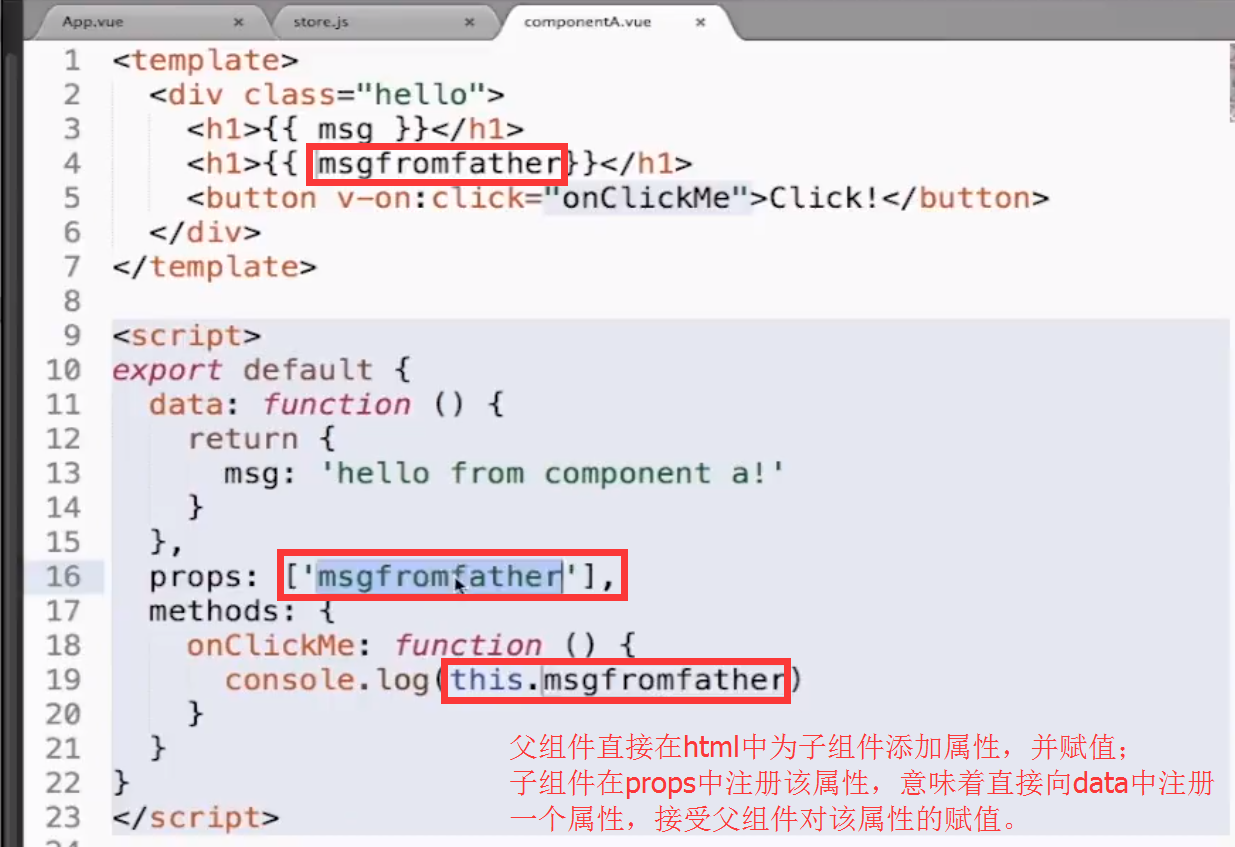 App.vue × store.js × componentA.vue ×
1 <template>
2 <div class="hello">
3 <h1>{{ msg }}</h1>
4 <h1>{{ msgfromfather}}</h1>
5 <button v-on:click="onClickMe">Click!</button>
6 </div>
7 </template>
8
9 <script>
10 export default {
11 data: function () {
12 return {
13 msg: 'hello from component a!'
14 }
15 },
16 props: ['msgfromfather'],
17 methods: {
18 onClickMe: function () {
19 console.log(this.msgfromfather)
20 }
21 }
22 }
23 </script>
父组件直接在html中为子组件添加属性，并赋值；
子组件在props中注册该属性，意味着直接向data中注册
一个属性，接受父组件对该属性的赋值。